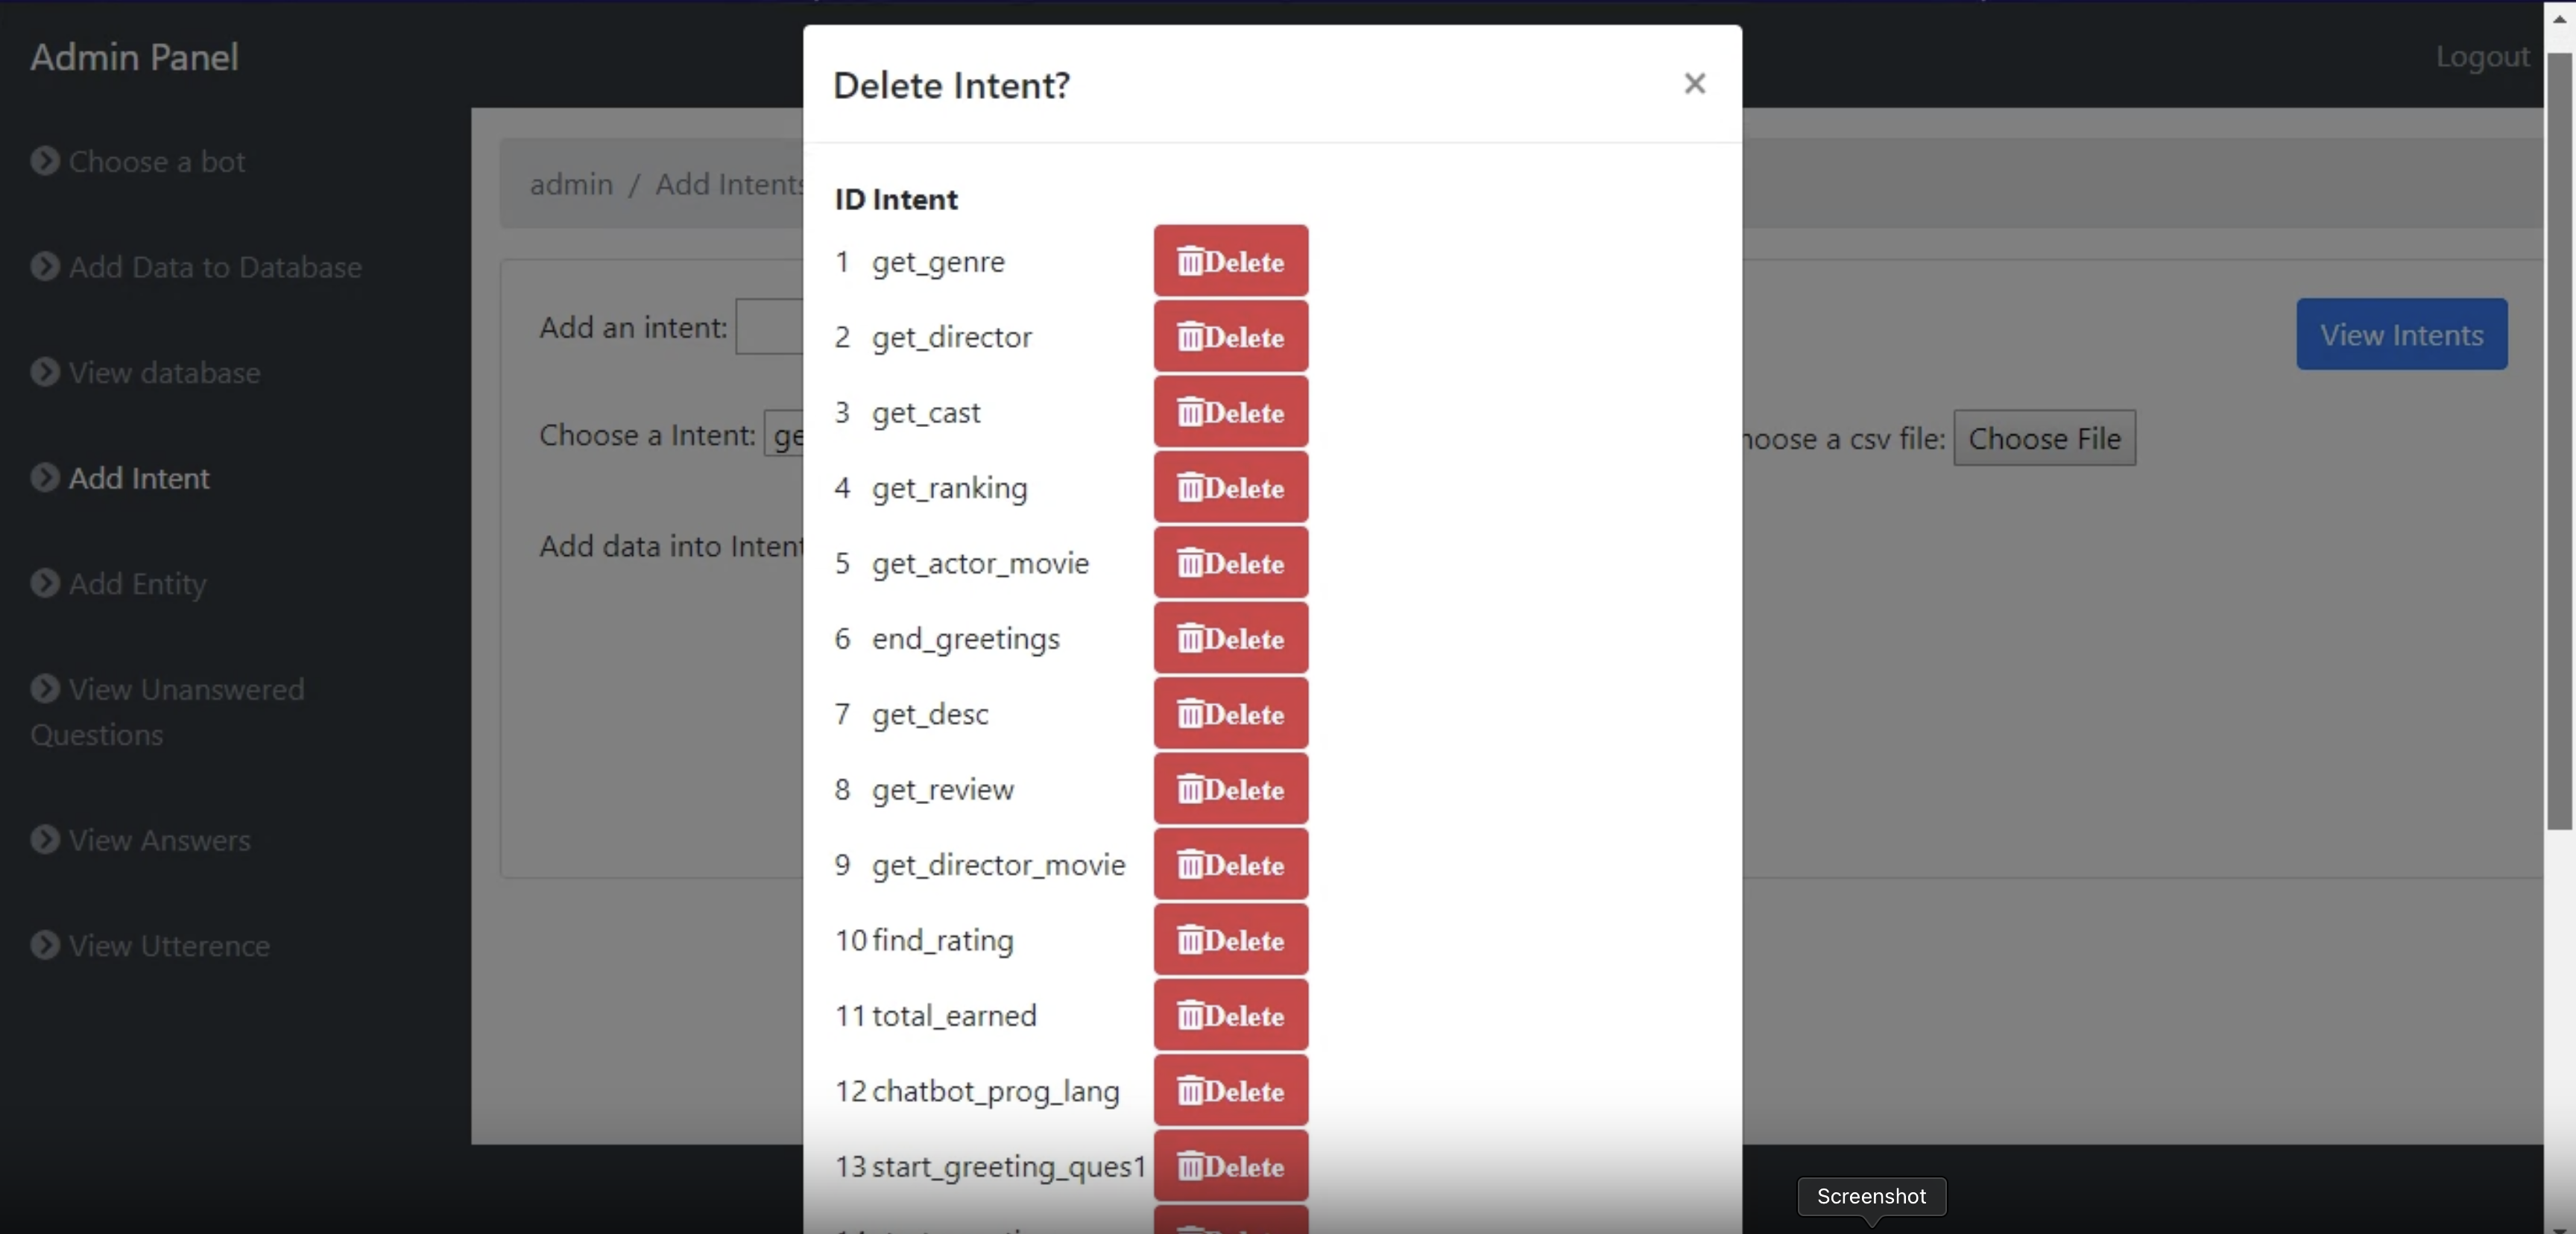 Admin Panel
Logout
Choose a bot
Add Data to Database
View database
Add Intent
Add Entity
View Unanswered
Questions
View Answers
View Utterence
admin / Add Intents
Add an intent:
View Intents
Choose a Intent: ge
hoose a csv file: Choose File
Add data into Intent
Delete Intent? ×
ID Intent
1 get_genre Delete
2 get_director Delete
3 get_cast Delete
4 get_ranking Delete
5 get_actor_movie Delete
6 end_greetings Delete
7 get_desc Delete
8 get_review Delete
9 get_director_movie Delete
10 find_rating Delete
11 total_earned Delete
12 chatbot_prog_lang Delete
13 start_greeting_ques1 Delete
Screenshot